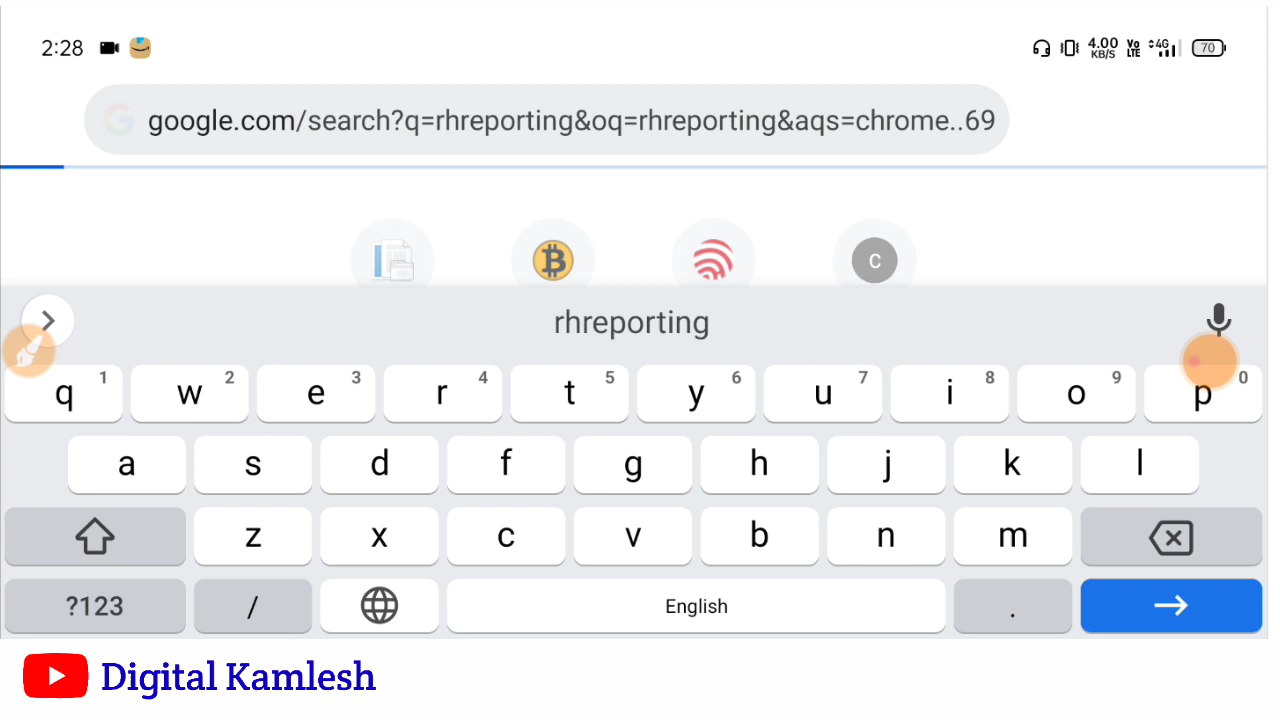 2:28 4.00 KB/S Vo LTE 4G 70
google.com/search?q=rhreporting&oq=rhreporting&aqs=chrome..69
C
rhreporting
q 1 w 2 e 3 r 4 t 5 y 6 u 7 i 8 o 9 p 0
a s d f g h j k l
z x c v b n m
?123 / English .
Digital Kamlesh